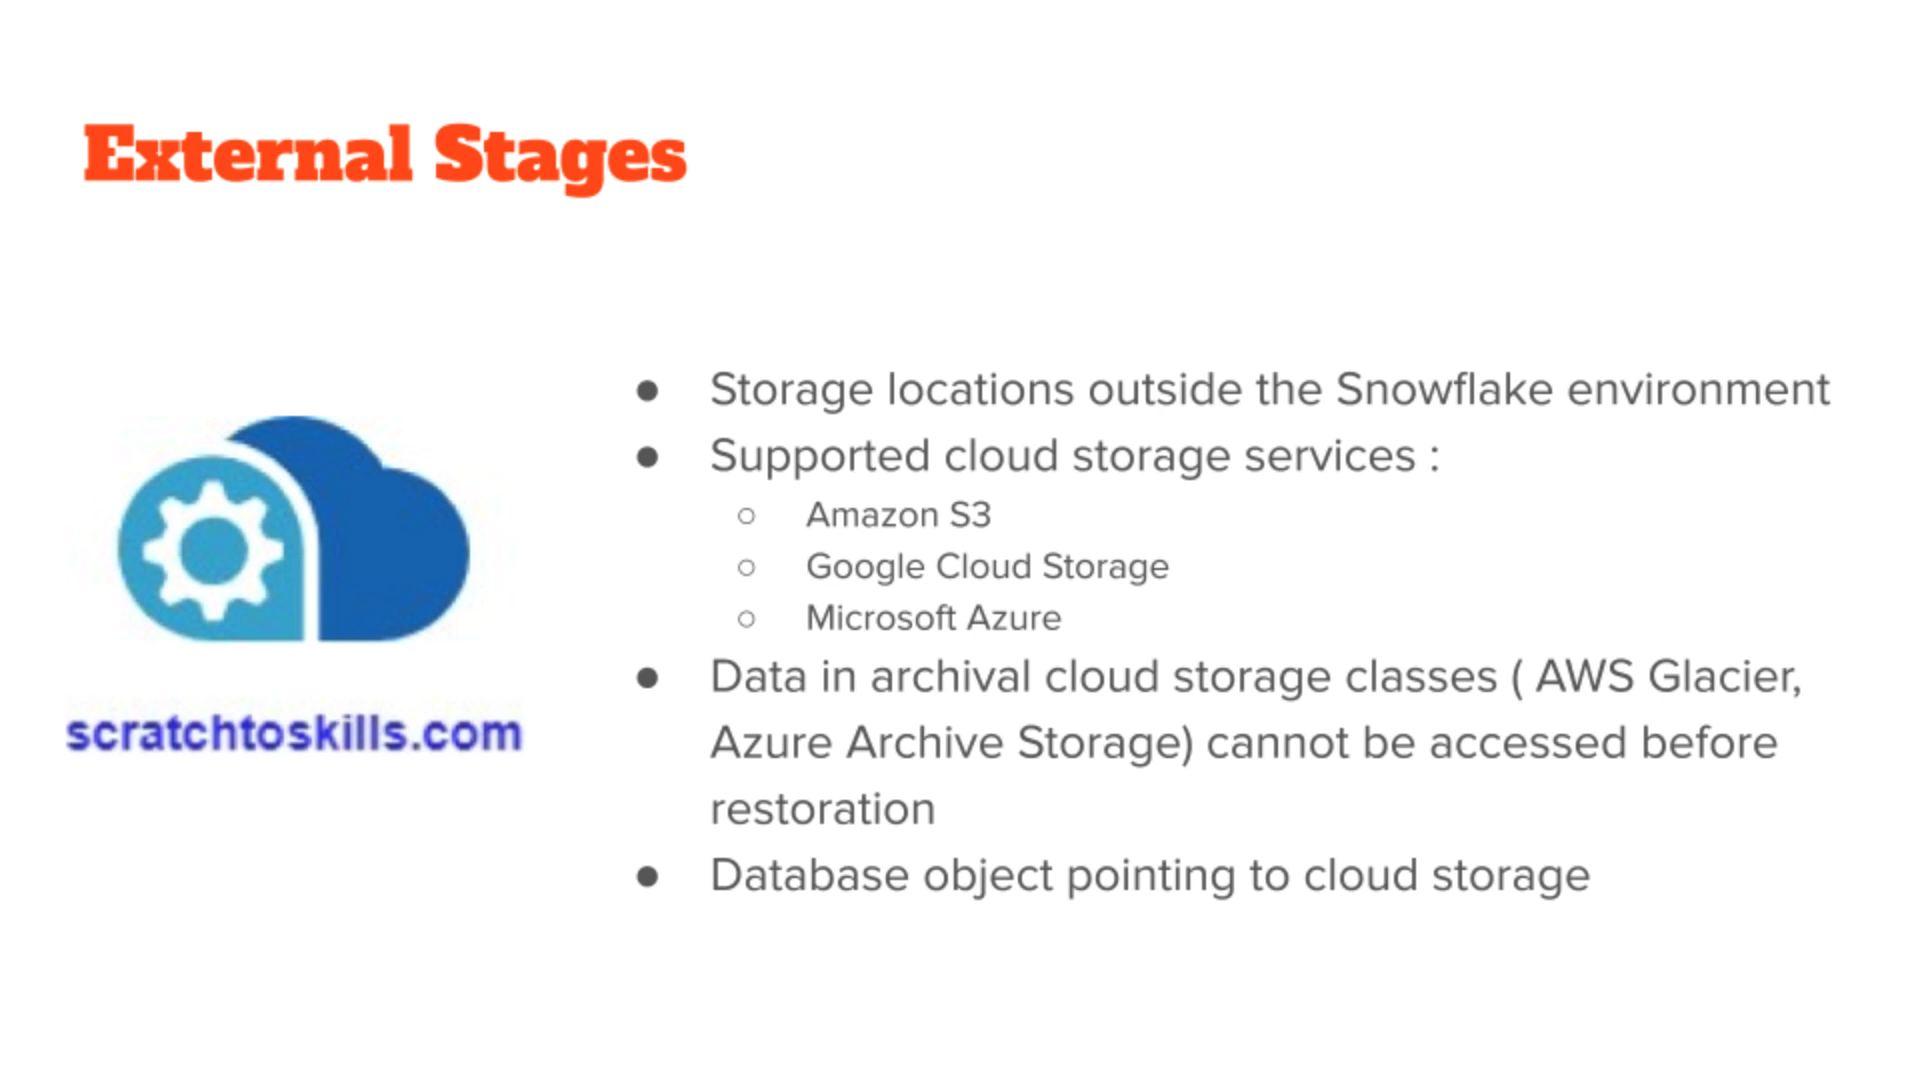 External Stages
● Storage locations outside the Snowflake environment
● Supported cloud storage services :
○ Amazon S3
○ Google Cloud Storage
○ Microsoft Azure
● Data in archival cloud storage classes ( AWS Glacier,
Azure Archive Storage) cannot be accessed before
restoration
● Database object pointing to cloud storage
scratchtoskills.com